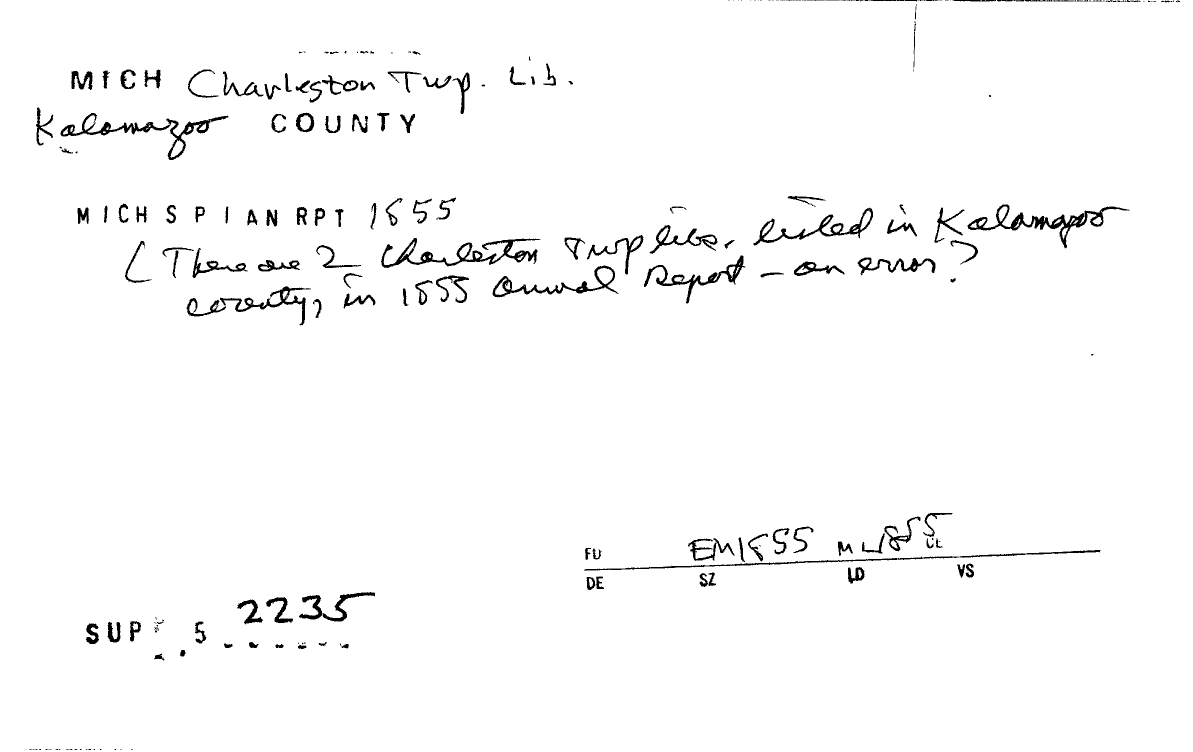 MICH Charleston Twp. Lib.
Kalamazoo COUNTY
MICH S P I AN RPT 1855
(There are 2 Charleston Twp libs. listed in Kalamazoo
county, in 1855 Annual Report - an error?
FU EM1855 ML1855 UL
DE SZ LD VS
SUP .5 2235